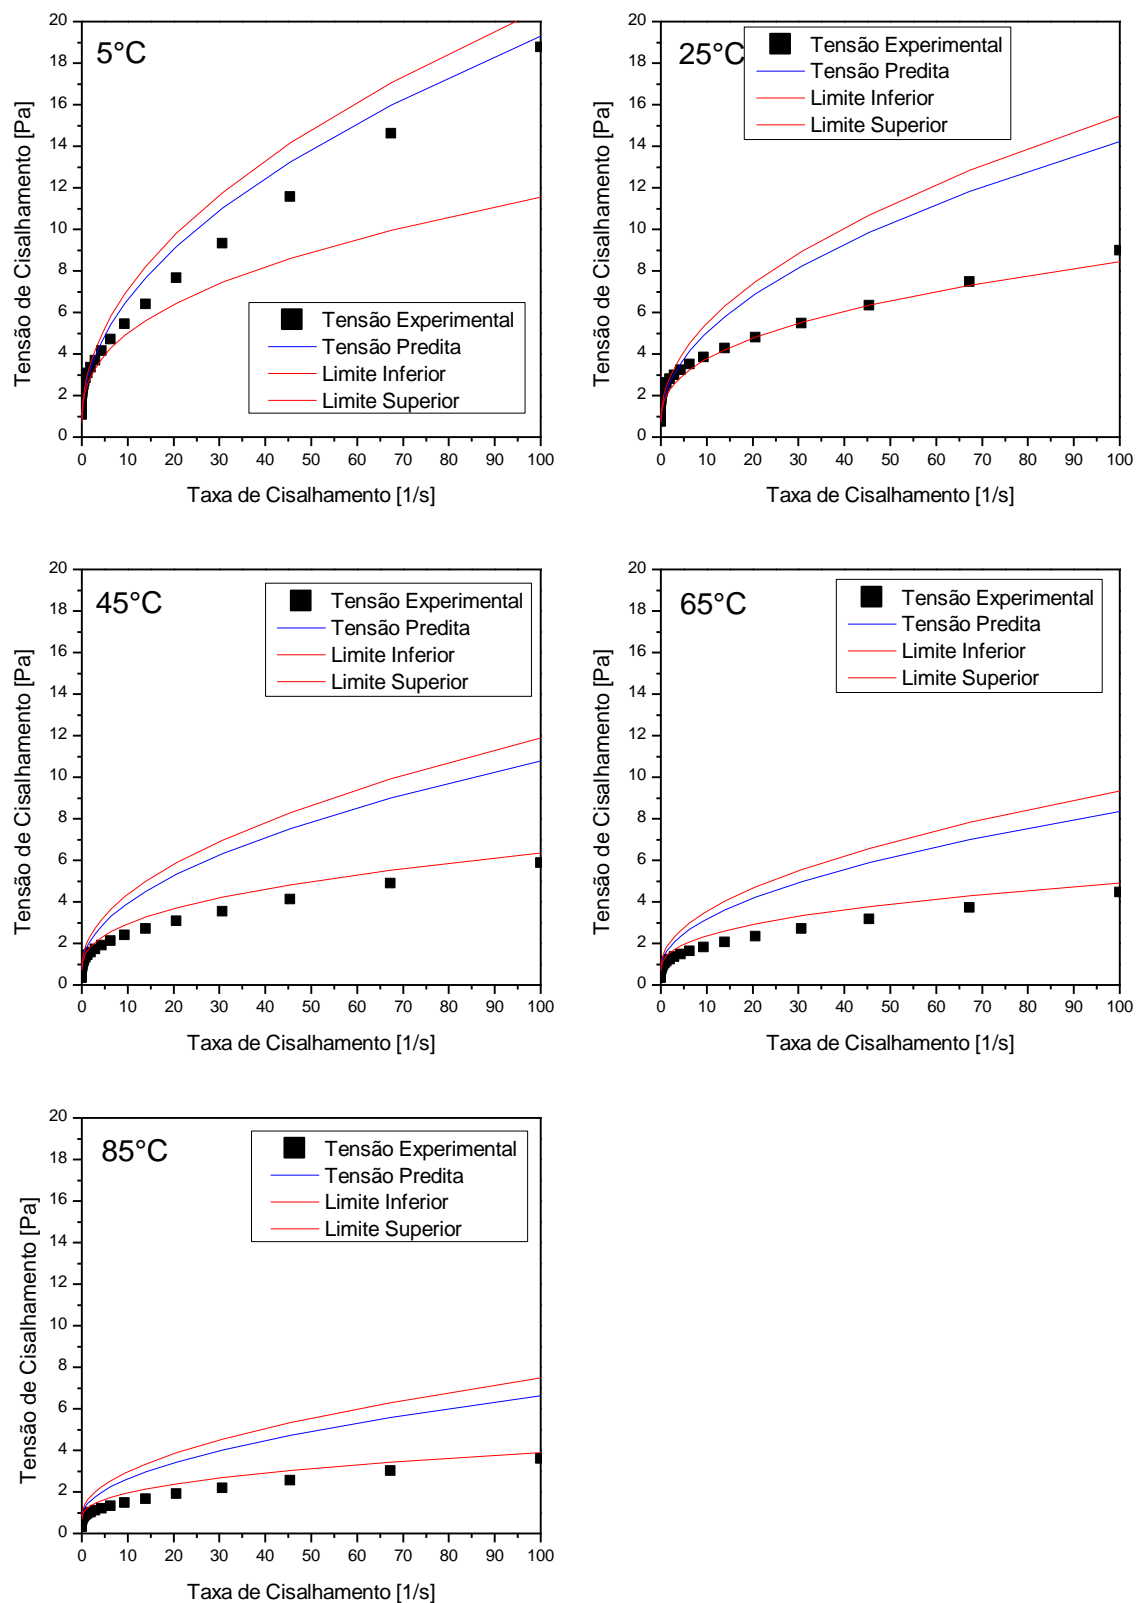 5°C
Tensão de Cisalhamento [Pa]
20
18
16
14
12
10
8
6
4
2
0
Tensão Experimental
Tensão Predita
Limite Inferior
Limite Superior
0 10 20 30 40 50 60 70 80 90 100
Taxa de Cisalhamento [1/s]
25°C
Tensão de Cisalhamento [Pa]
20
18
16
14
12
10
8
6
4
2
0
Tensão Experimental
Tensão Predita
Limite Inferior
Limite Superior
0 10 20 30 40 50 60 70 80 90 100
Taxa de Cisalhamento [1/s]
45°C
Tensão de Cisalhamento [Pa]
20
18
16
14
12
10
8
6
4
2
0
Tensão Experimental
Tensão Predita
Limite Inferior
Limite Superior
0 10 20 30 40 50 60 70 80 90 100
Taxa de Cisalhamento [1/s]
65°C
Tensão de Cisalhamento [Pa]
20
18
16
14
12
10
8
6
4
2
0
Tensão Experimental
Tensão Predita
Limite Inferior
Limite Superior
0 10 20 30 40 50 60 70 80 90 100
Taxa de Cisalhamento [1/s]
85°C
Tensão de Cisalhamento [Pa]
20
18
16
14
12
10
8
6
4
2
0
Tensão Experimental
Tensão Predita
Limite Inferior
Limite Superior
0 10 20 30 40 50 60 70 80 90 100
Taxa de Cisalhamento [1/s]